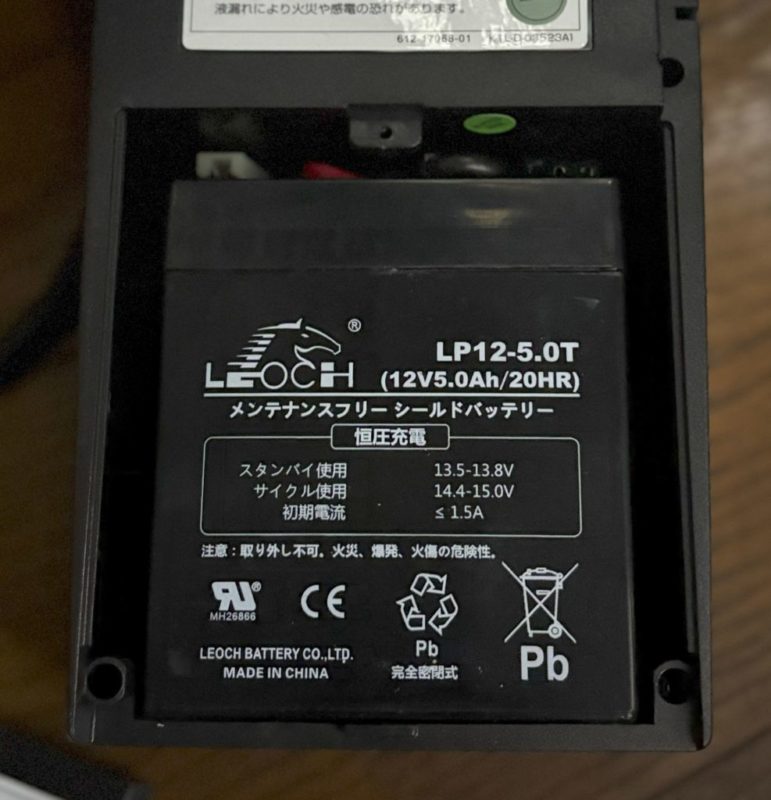 液漏れにより火災や感電の恐れがあります。
612-17968-01
LEOCH ®
LP12-5.0T
(12V5.0Ah/20HR)
メンテナンスフリー シールドバッテリー
恒圧充電
スタンバイ使用 13.5-13.8V
サイクル使用 14.4-15.0V
初期電流 ≤ 1.5A
注意：取り外し不可。火災、爆発、火傷の危険性。
RU ®
MH26866
CE
Pb
完全密閉式
Pb
LEOCH BATTERY CO.,LTD.
MADE IN CHINA